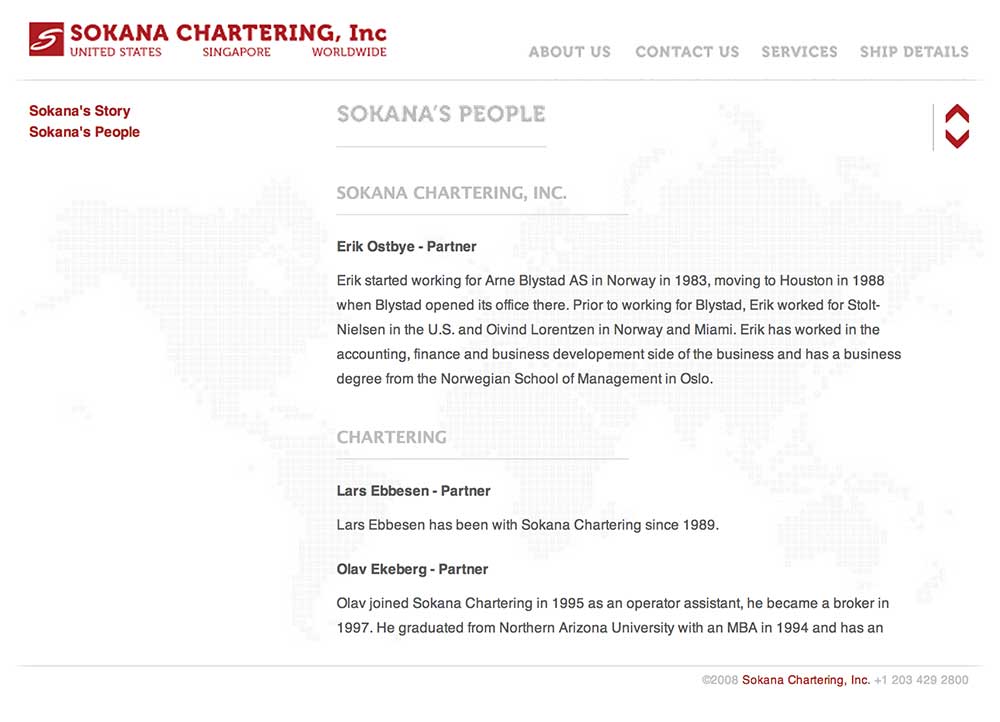 SOKANA CHARTERING, Inc
UNITED STATES SINGAPORE WORLDWIDE
ABOUT US CONTACT US SERVICES SHIP DETAILS
Sokana's Story
Sokana's People
SOKANA'S PEOPLE
SOKANA CHARTERING, INC.
Erik Ostbye - Partner
Erik started working for Arne Blystad AS in Norway in 1983, moving to Houston in 1988
when Blystad opened its office there. Prior to working for Blystad, Erik worked for Stolt-
Nielsen in the U.S. and Oivind Lorentzen in Norway and Miami. Erik has worked in the
accounting, finance and business developement side of the business and has a business
degree from the Norwegian School of Management in Oslo.
CHARTERING
Lars Ebbesen - Partner
Lars Ebbesen has been with Sokana Chartering since 1989.
Olav Ekeberg - Partner
Olav joined Sokana Chartering in 1995 as an operator assistant, he became a broker in
1997. He graduated from Northern Arizona University with an MBA in 1994 and has an
©2008 Sokana Chartering, Inc. +1 203 429 2800